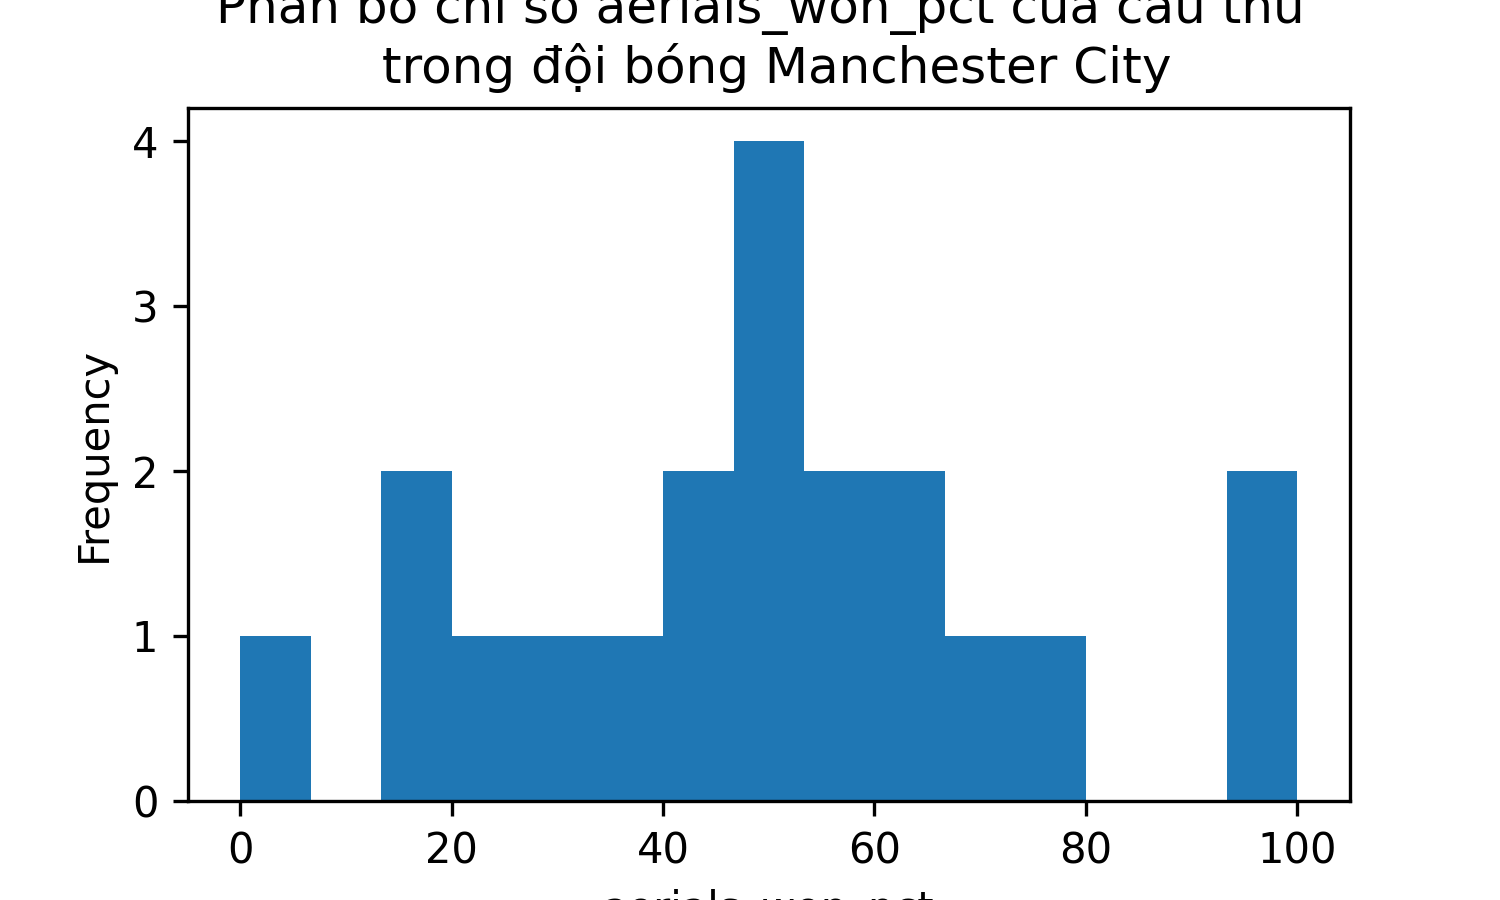 Phân bố chỉ số aerials_won_pct của cầu thủ
trong đội bóng Manchester City
4
3
2
1
0
Frequency
0 20 40 60 80 100
aerials_won_pct